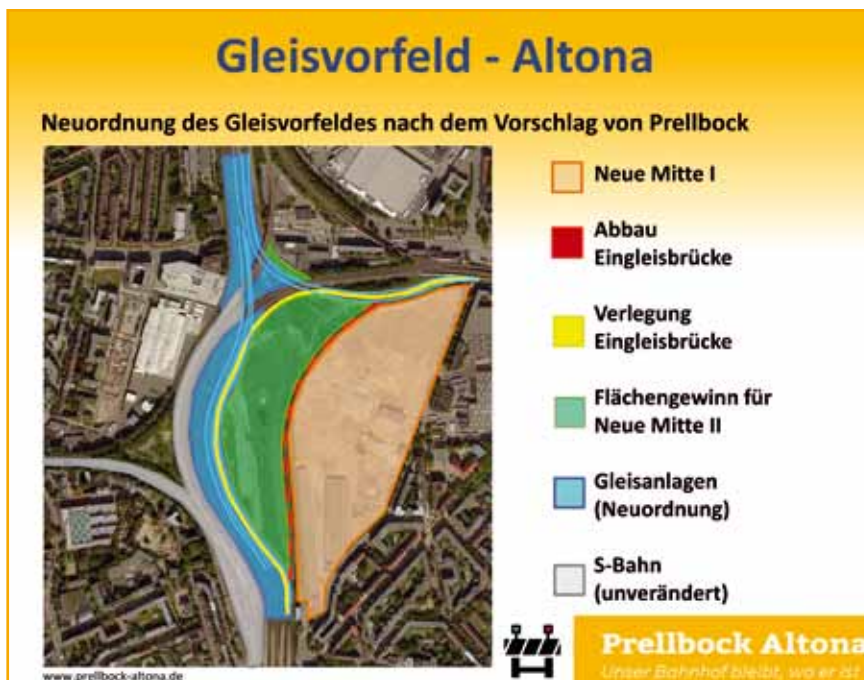 Gleisvorfeld - Altona
Neuordnung des Gleisvorfeldes nach dem Vorschlag von Prellbock
Neue Mitte I
Abbau
Eingleisbrücke
Verlegung
Eingleisbrücke
Flächengewinn für
Neue Mitte II
Gleisanlagen
(Neuordnung)
S-Bahn
(unverändert)
www.prellbock-altona.de
Prellbock Altona
Unser Bahnhof bleibt, wo er ist